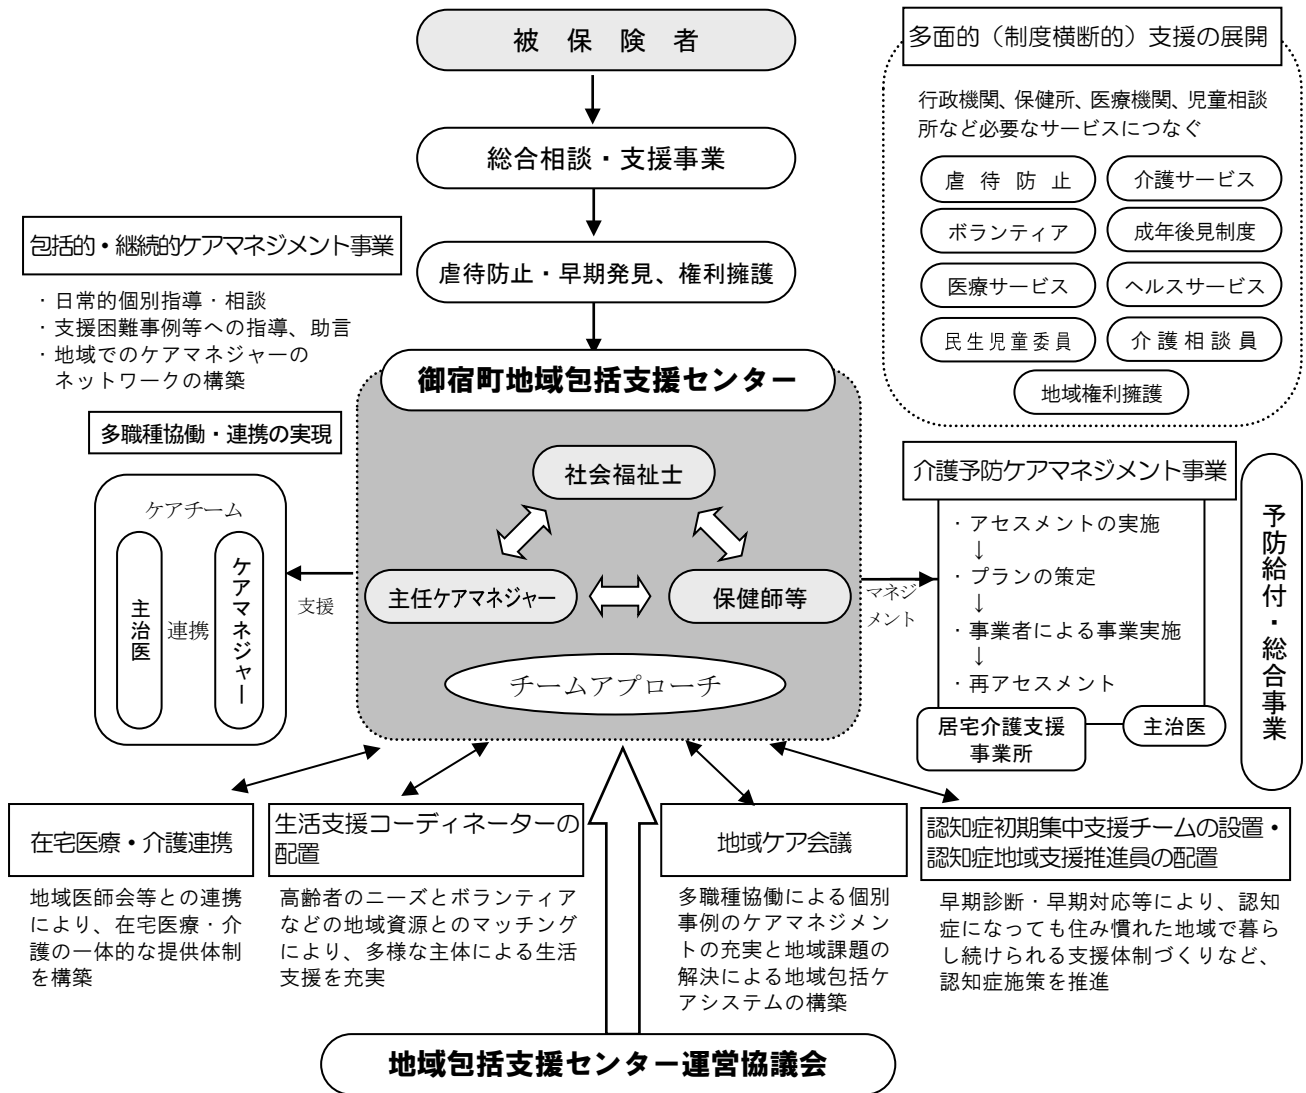 被 保 険 者
総合相談・支援事業
虐待防止・早期発見、権利擁護
多面的（制度横断的）支援の展開
行政機関、保健所、医療機関、児童相談
所など必要なサービスにつなぐ
虐 待 防 止
介護サービス
ボランティア
成年後見制度
医療サービス
ヘルスサービス
民生児童委員
介護相談員
地域権利擁護
包括的・継続的ケアマネジメント事業
・日常的個別指導・相談
・支援困難事例等への指導、助言
・地域でのケアマネジャーの
ネットワークの構築
多職種協働・連携の実現
ケアチーム
主治医
連携
ケアマネジャー
支援
御宿町地域包括支援センター
社会福祉士
主任ケアマネジャー
保健師等
チームアプローチ
マネジ
メント
介護予防ケアマネジメント事業
・アセスメントの実施
↓
・プランの策定
↓
・事業者による事業実施
↓
・再アセスメント
居宅介護支援
事業所
主治医
予防給付・総合事業
在宅医療・介護連携
地域医師会等との連携
により、在宅医療・介
護の一体的な提供体制
を構築
生活支援コーディネーターの
配置
高齢者のニーズとボランティア
などの地域資源とのマッチング
により、多様な主体による生活
支援を充実
地域ケア会議
多職種協働による個別
事例のケアマネジメン
トの充実と地域課題の
解決による地域包括ケ
アシステムの構築
認知症初期集中支援チームの設置・
認知症地域支援推進員の配置
早期診断・早期対応等により、認知
症になっても住み慣れた地域で暮ら
し続けられる支援体制づくりなど、
認知症施策を推進
地域包括支援センター運営協議会